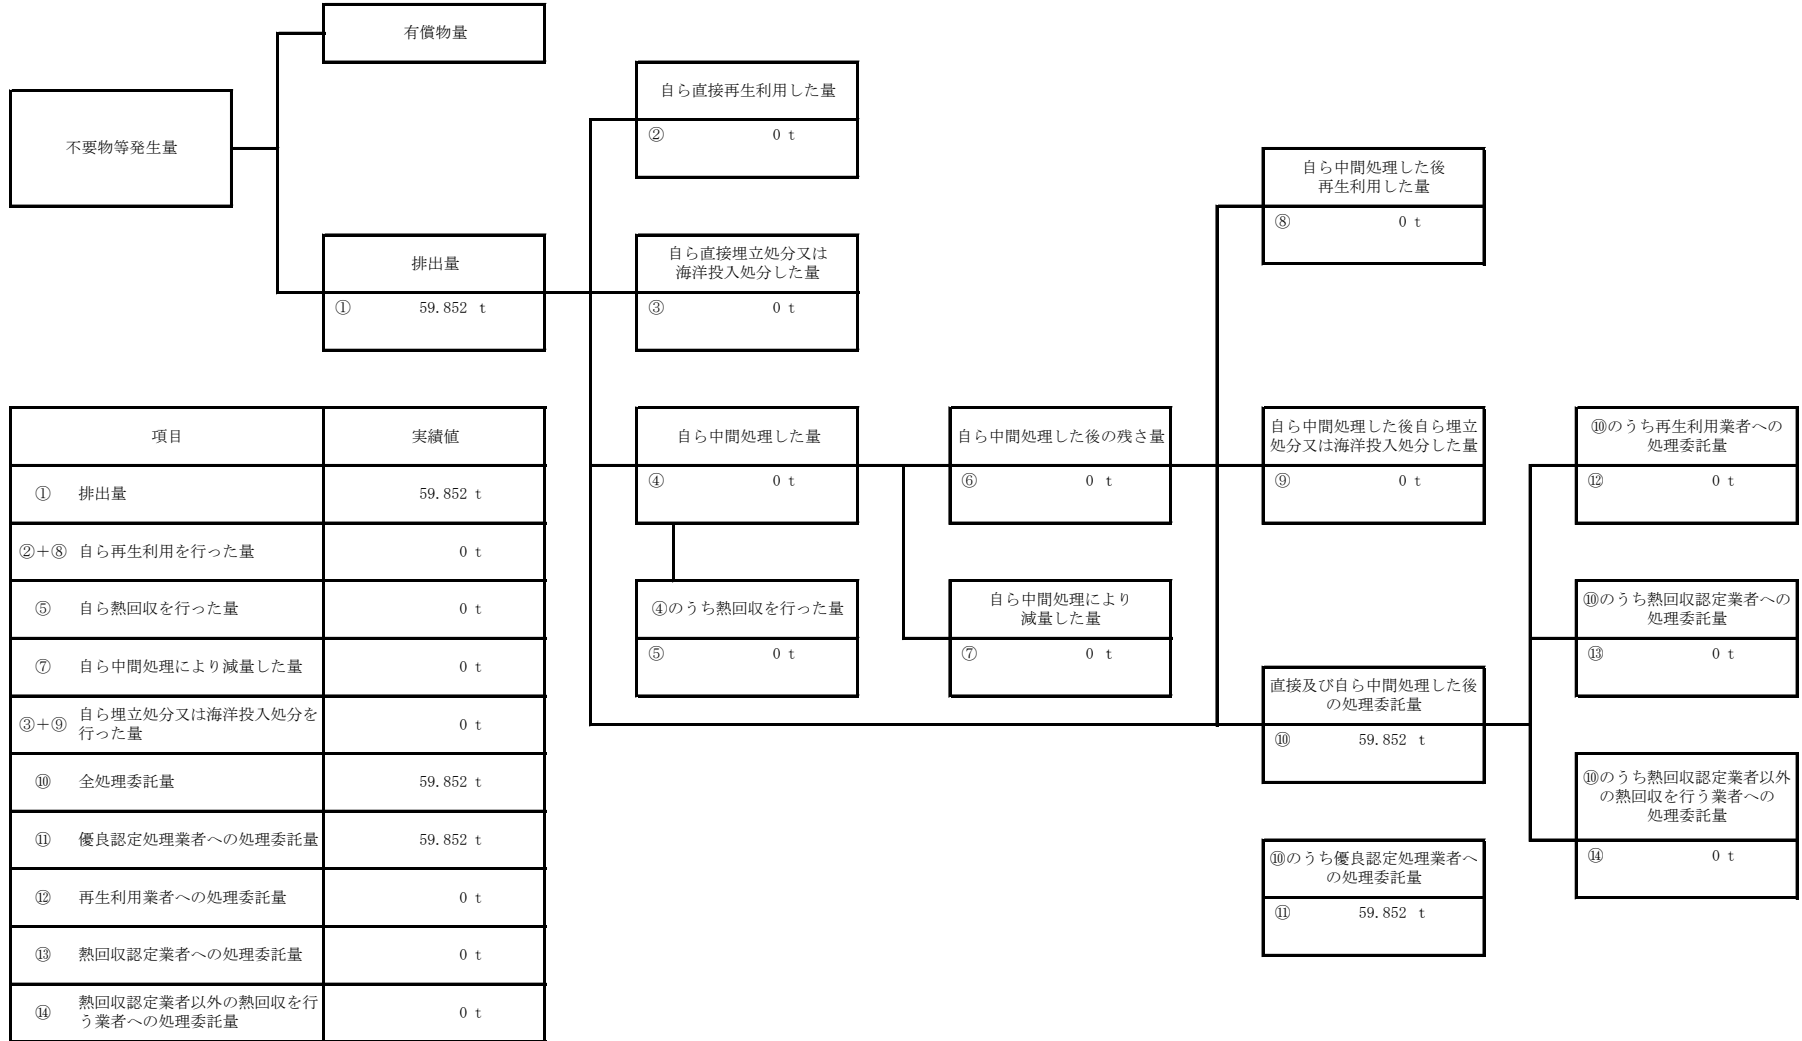 有償物量
不要物等発生量
排出量
① 59.852 t
自ら直接再生利用した量
② 0 t
自ら直接埋立処分又は
海洋投入処分した量
③ 0 t
自ら中間処理した量
④ 0 t
④のうち熱回収を行った量
⑤ 0 t
自ら中間処理した後の残さ量
⑥ 0 t
自ら中間処理により
減量した量
⑦ 0 t
自ら中間処理した後
再生利用した量
⑧ 0 t
自ら中間処理した後自ら埋立
処分又は海洋投入処分した量
⑨ 0 t
直接及び自ら中間処理した後
の処理委託量
⑩ 59.852 t
⑩のうち優良認定処理業者へ
の処理委託量
⑪ 59.852 t
⑩のうち再生利用業者への
処理委託量
⑫ 0 t
⑩のうち熱回収認定業者への
処理委託量
⑬ 0 t
⑩のうち熱回収認定業者以外
の熱回収を行う業者への
処理委託量
⑭ 0 t
項目 実績値
① 排出量 59.852 t
②+⑧ 自ら再生利用を行った量 0 t
⑤ 自ら熱回収を行った量 0 t
⑦ 自ら中間処理により減量した量 0 t
③+⑨ 自ら埋立処分又は海洋投入処分を
行った量 0 t
⑩ 全処理委託量 59.852 t
⑪ 優良認定処理業者への処理委託量 59.852 t
⑫ 再生利用業者への処理委託量 0 t
⑬ 熱回収認定業者への処理委託量 0 t
⑭ 熱回収認定業者以外の熱回収を行
う業者への処理委託量 0 t